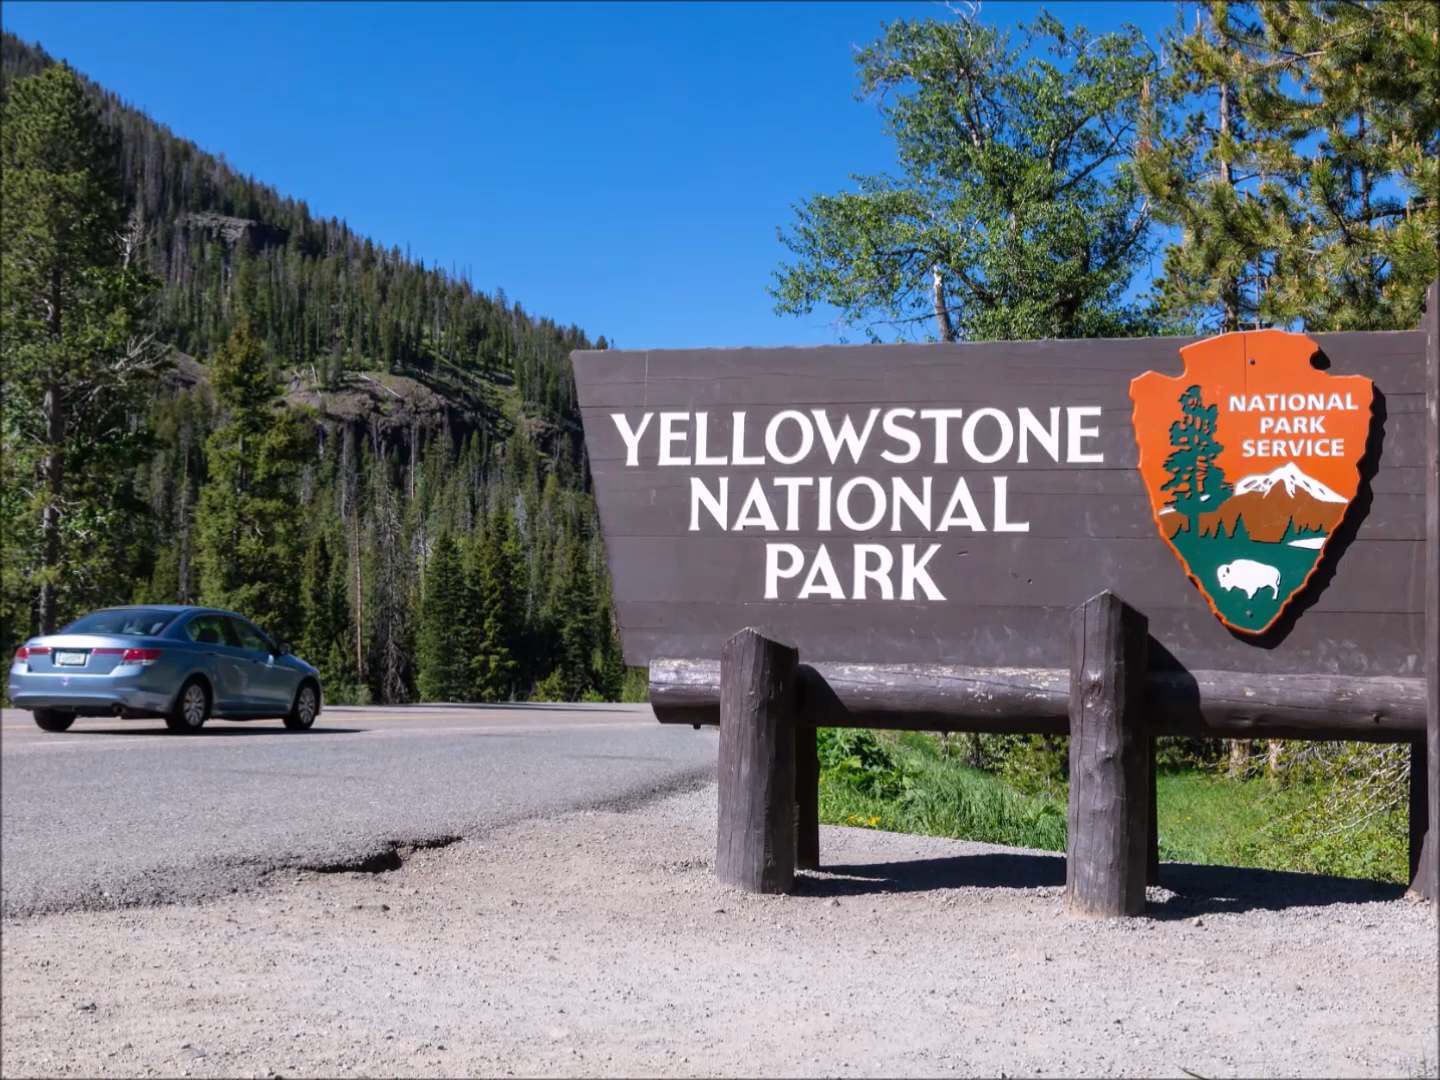 YELLOWSTONE
NATIONAL
PARK
NATIONAL
PARK
SERVICE